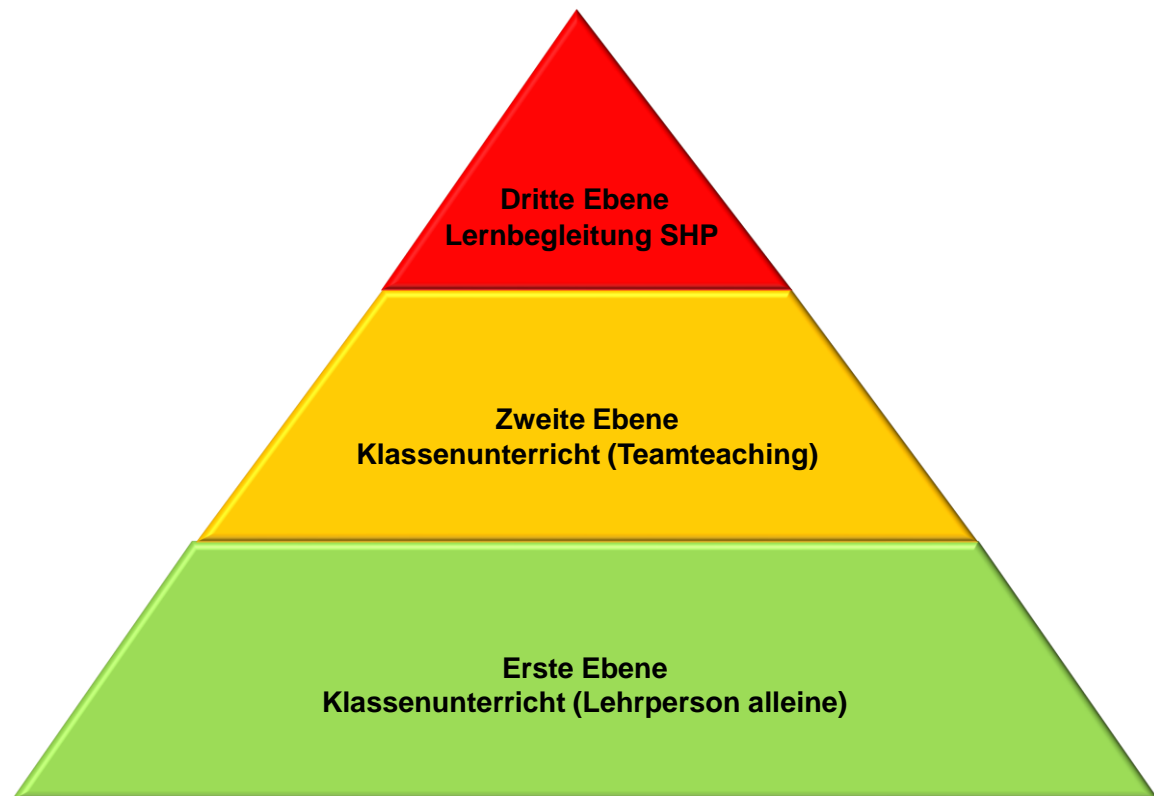 Dritte Ebene
Lernbegleitung SHP
Zweite Ebene
Klassenunterricht (Teamteaching)
Erste Ebene
Klassenunterricht (Lehrperson alleine)